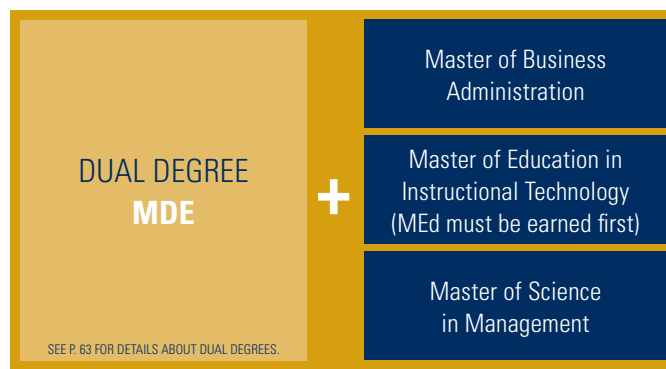 DUAL DEGREE
MDE
SEE P. 63 FOR DETAILS ABOUT DUAL DEGREES.
+
Master of Business
Administration
Master of Education in
Instructional Technology
(MEd must be earned first)
Master of Science
in Management